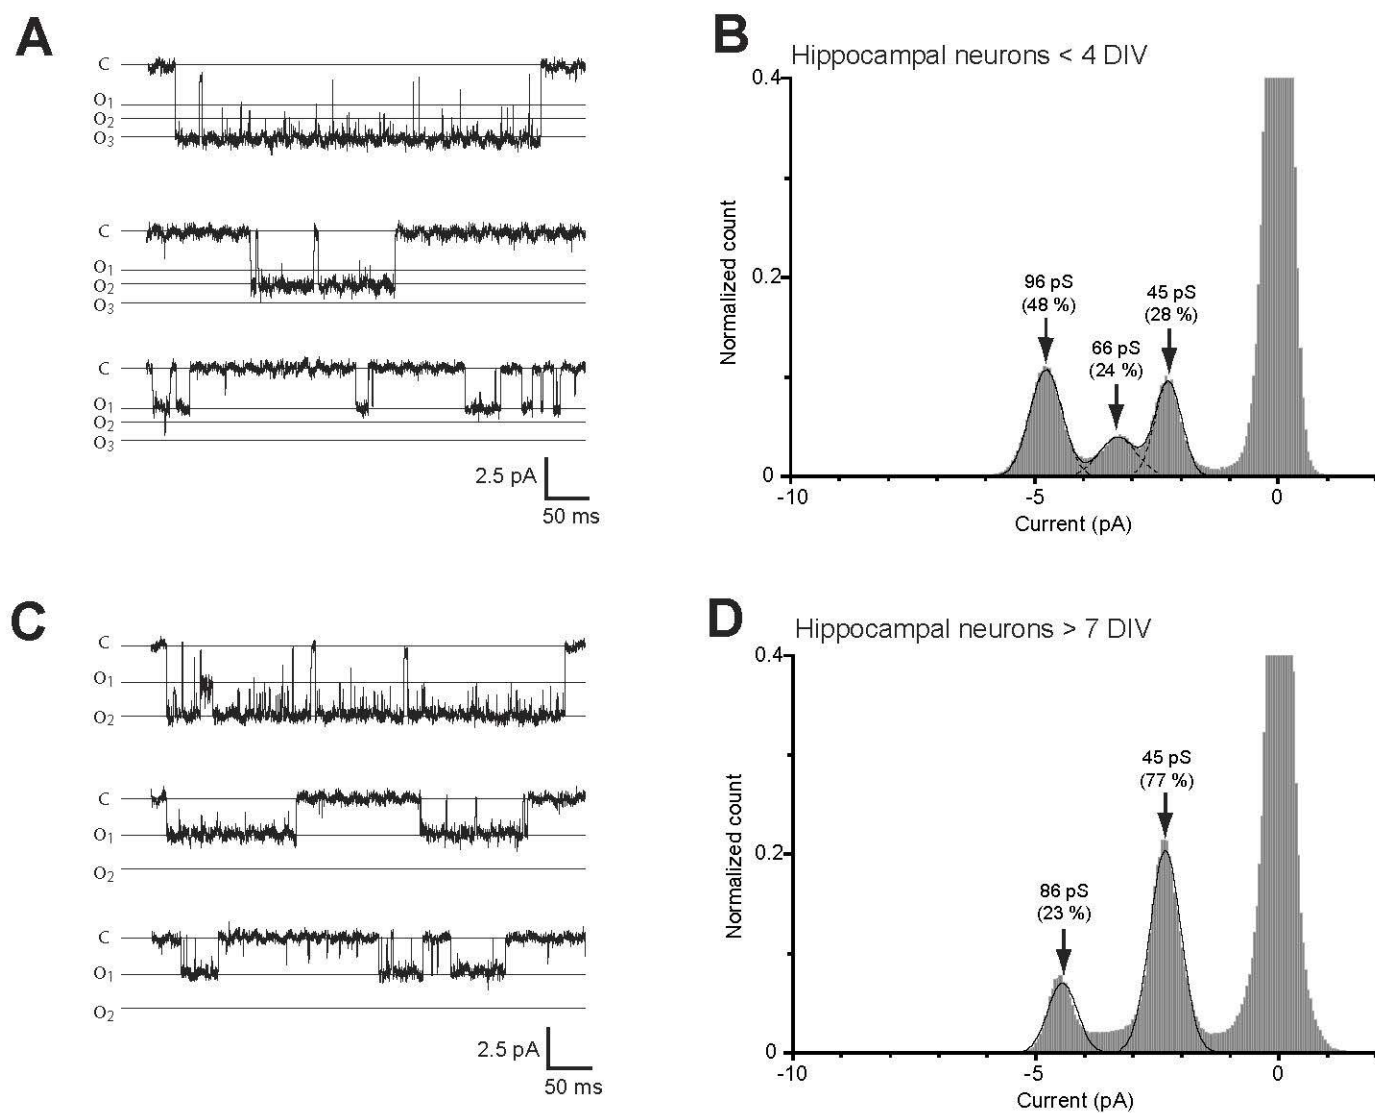 A
C
O1
O2
O3
C
O1
O2
O3
C
O1
O2
O3
2.5 pA
50 ms
B
Hippocampal neurons < 4 DIV
0.4
0.2
0
Normalized count
96 pS
(48 %)
66 pS
(24 %)
45 pS
(28 %)
-10
-5
0
Current (pA)
C
C
O1
O2
C
O1
O2
C
O1
O2
2.5 pA
50 ms
D
Hippocampal neurons > 7 DIV
0.4
0.2
0
Normalized count
86 pS
(23 %)
45 pS
(77 %)
-10
-5
0
Current (pA)